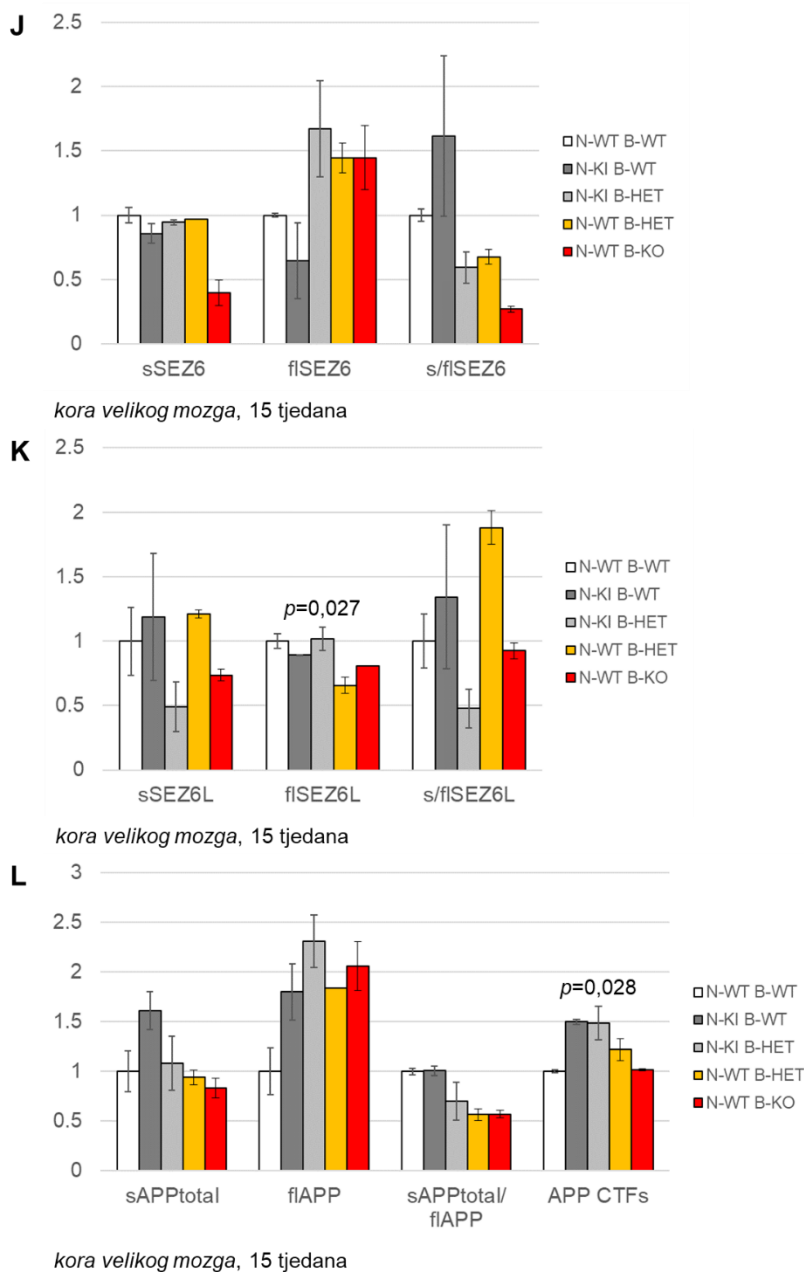 J
2.5
2
1.5
1
0.5
0
sSEZ6 flSEZ6 s/flSEZ6
N-WT B-WT
N-KI B-WT
N-KI B-HET
N-WT B-HET
N-WT B-KO
kora velikog mozga, 15 tjedana
K
2.5
2
1.5
1
0.5
0
p=0,027
sSEZ6L flSEZ6L s/flSEZ6L
N-WT B-WT
N-KI B-WT
N-KI B-HET
N-WT B-HET
N-WT B-KO
kora velikog mozga, 15 tjedana
L
3
2.5
2
1.5
1
0.5
0
p=0,028
sAPPtotal flAPP sAPPtotal/ APP CTFs
flAPP
N-WT B-WT
N-KI B-WT
N-KI B-HET
N-WT B-HET
N-WT B-KO
kora velikog mozga, 15 tjedana